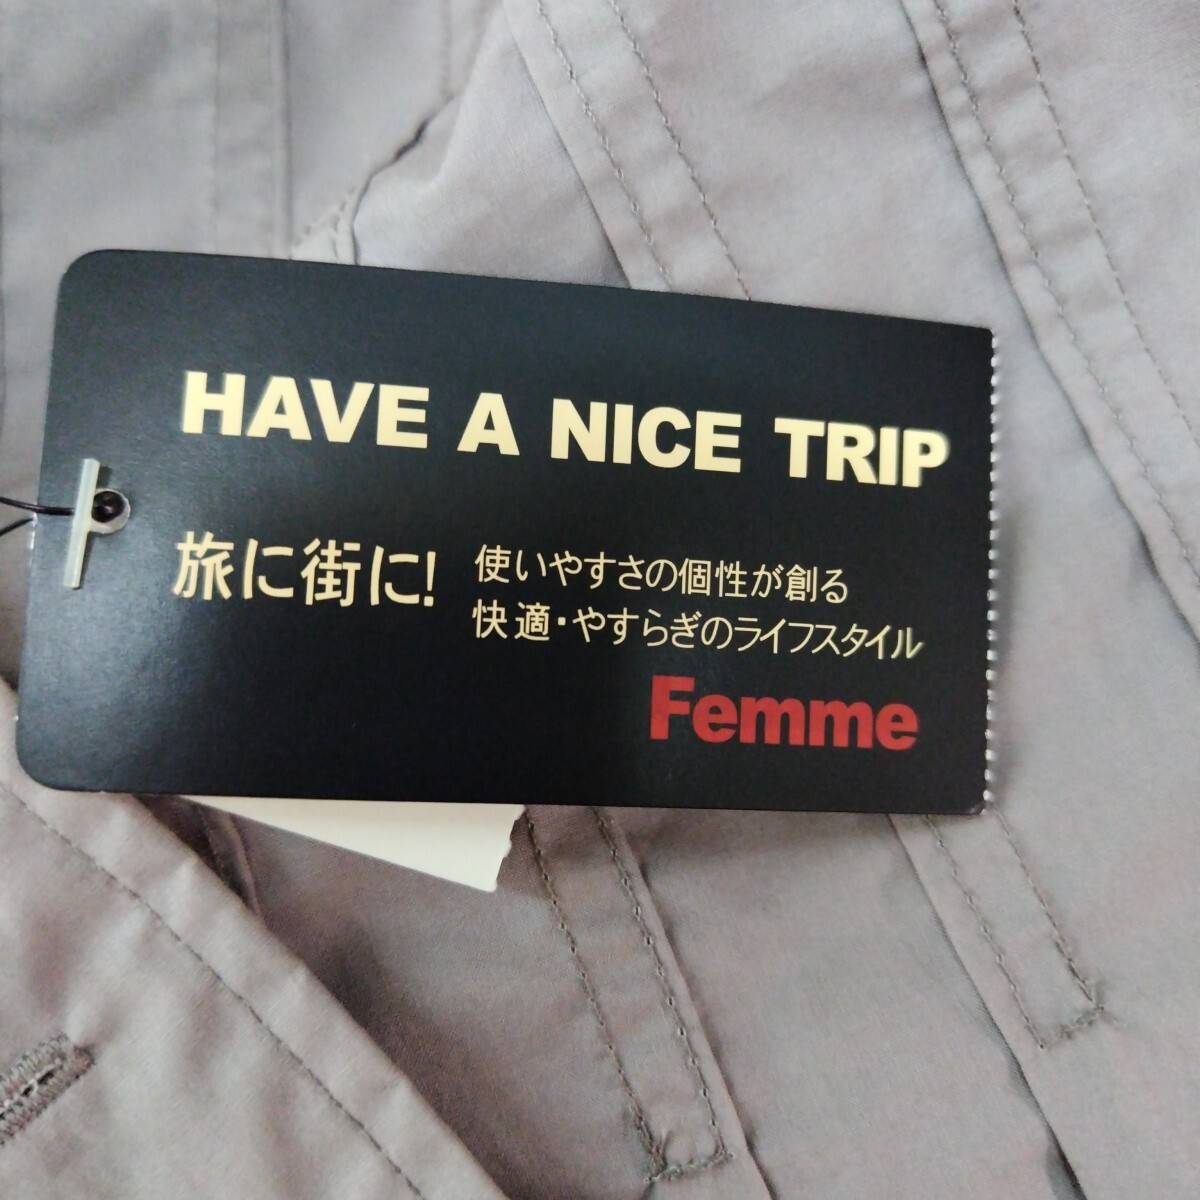 HAVE A NICE TRIP
旅に街に!
使いやすさの個性が創る
快適・やすらぎのライフスタイル
Femme